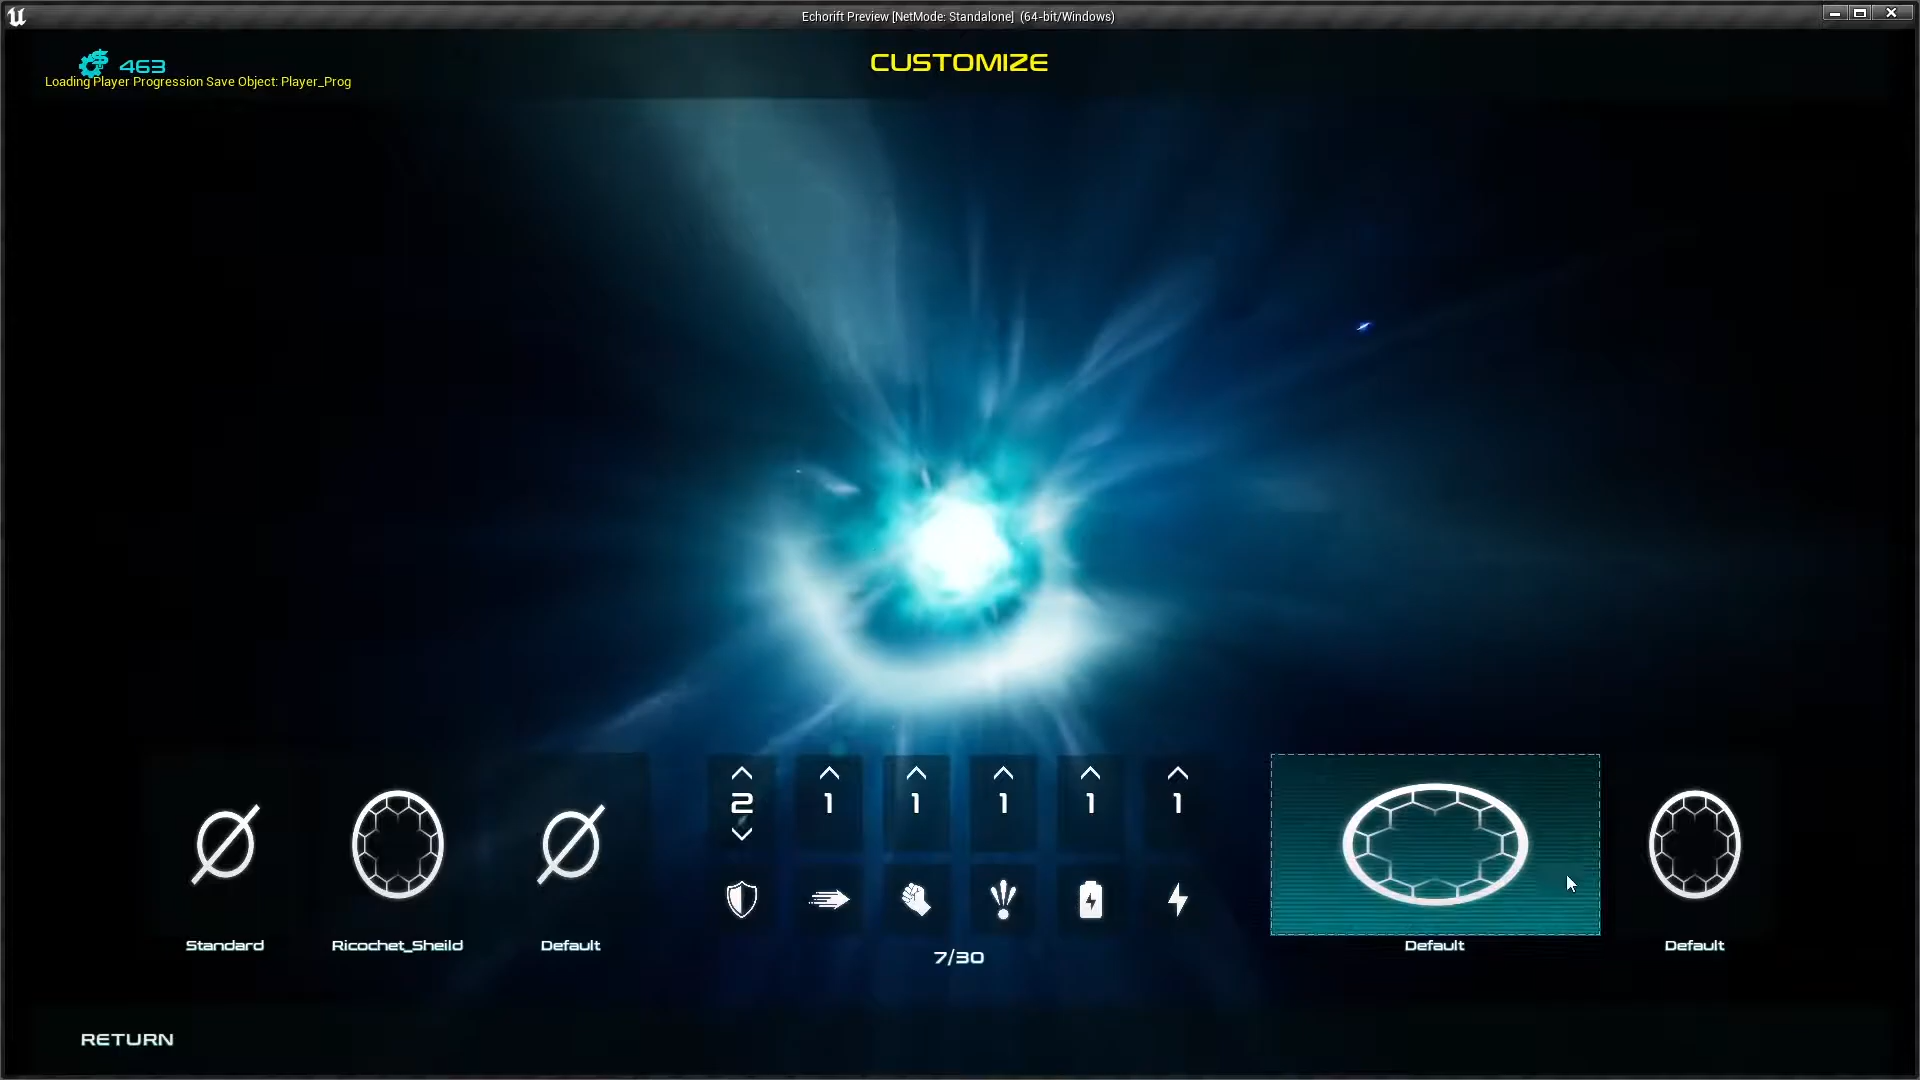 Echorift Preview [NetMode: Standalone] (64-bit/Windows)
463
CUSTOMIZE
Loading Player Progression Save Object: Player_Prog
2 1 1 1 1 1
Standard Ricochet_Sheild Default Default Default
7/30
RETURN